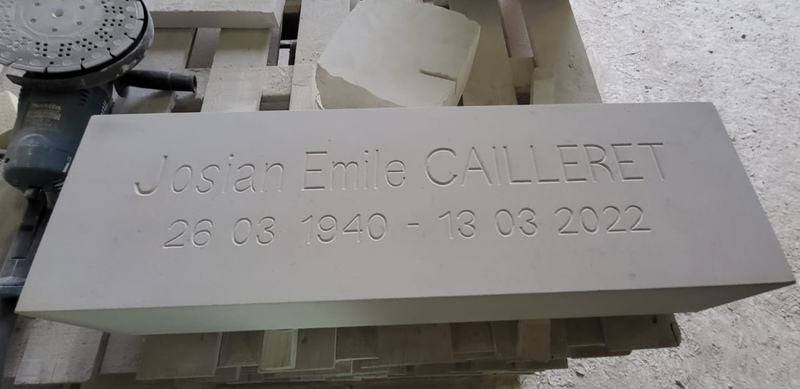 Josian Emile CAILLERET
26 03 1940 - 13 03 2022